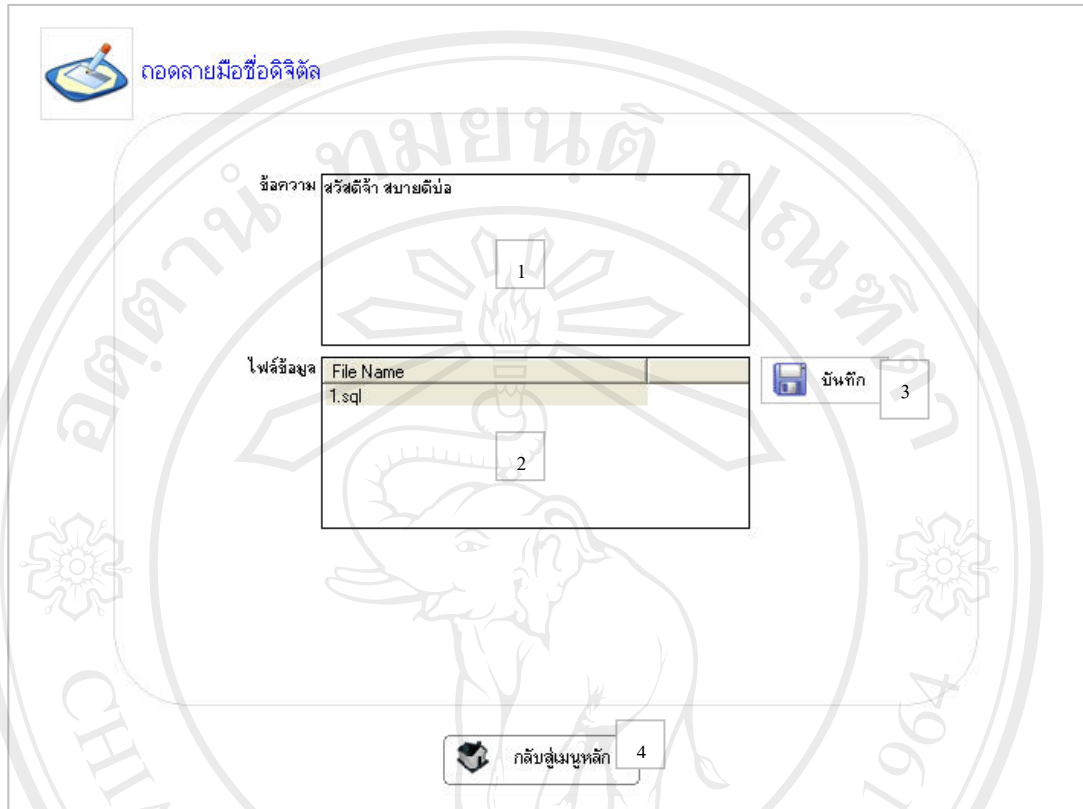 ถอดลายมือชื่อดิจิตัล
ข้อความ สวัสดีจ้า สบายดีบ่อ
1
ไฟล์ข้อมูล File Name
1.sql
2
บันทึก 3
กลับสู่เมนูหลัก 4
1964